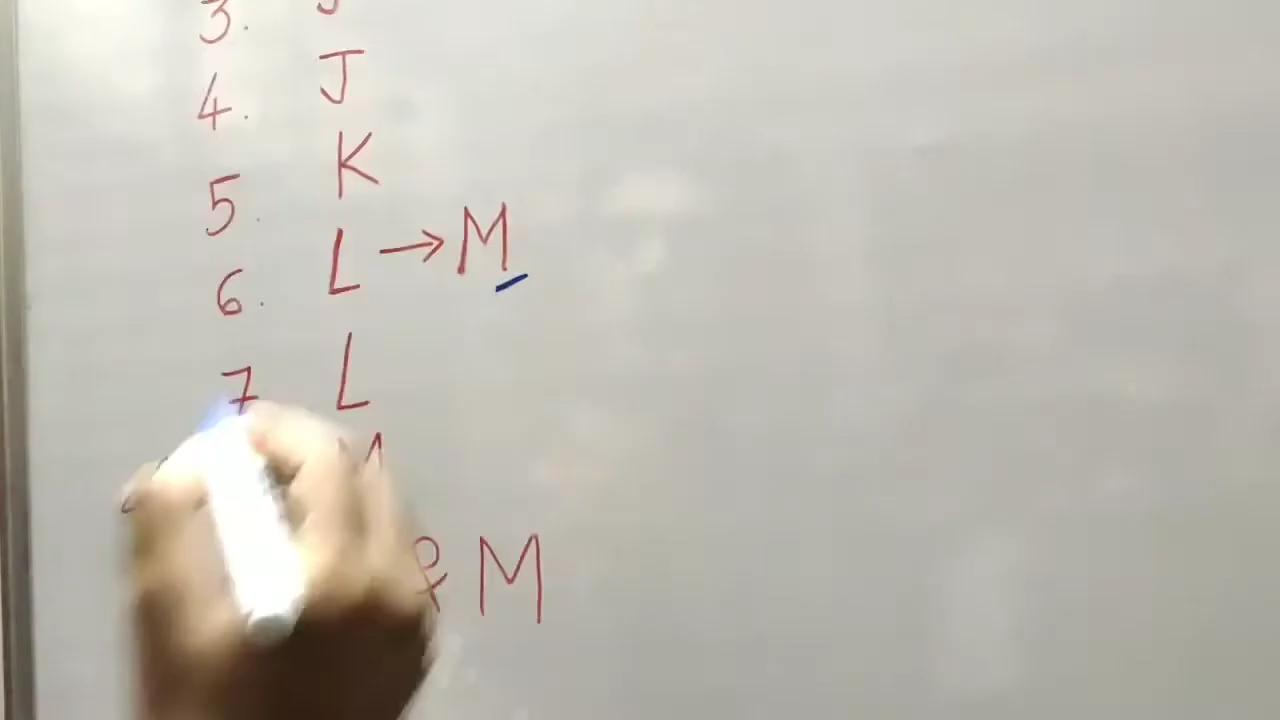 3. J
4. J
5. K
6. L → M
7 L
M
& M